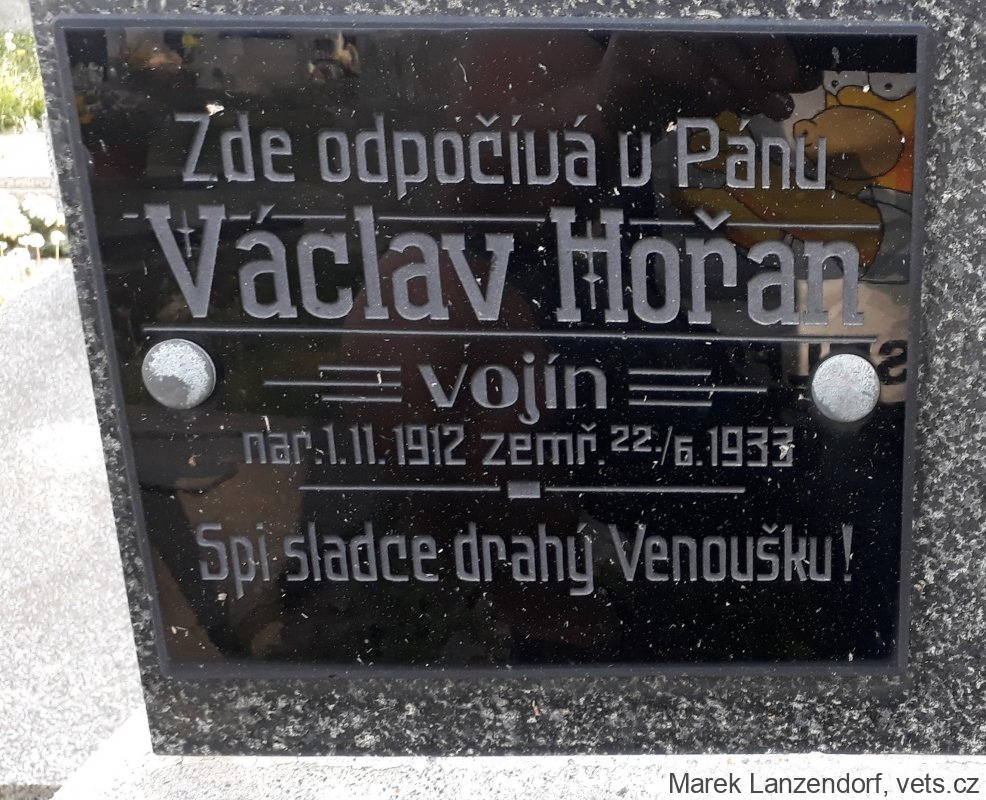 Zde odpočívá v Pánu
Václav Hořan
vojín
nar. 1. 11. 1912 zemř. 22./6. 1933
Spi sladce drahý Venoušku!
Marek Lanzendorf, vets.cz